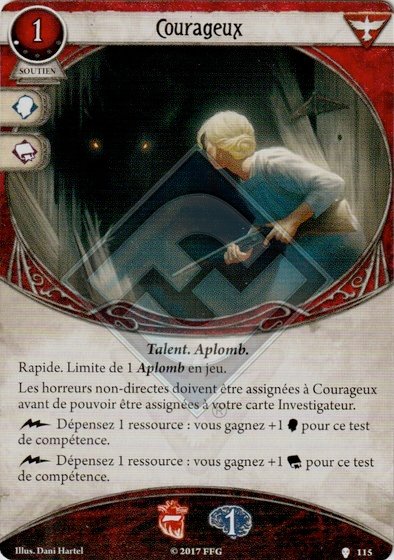 Courageux
1
SOUTIEN
Talent. Aplomb.
Rapide. Limite de 1 Aplomb en jeu.
Les horreurs non-directes doivent être assignées à Courageux
avant de pouvoir être assignées à votre carte Investigateur.
Dépensez 1 ressource : vous gagnez +1 pour ce test
de compétence.
Dépensez 1 ressource : vous gagnez +1 pour ce test
de compétence.
1
Illus. Dani Hartel
© 2017 FFG
115